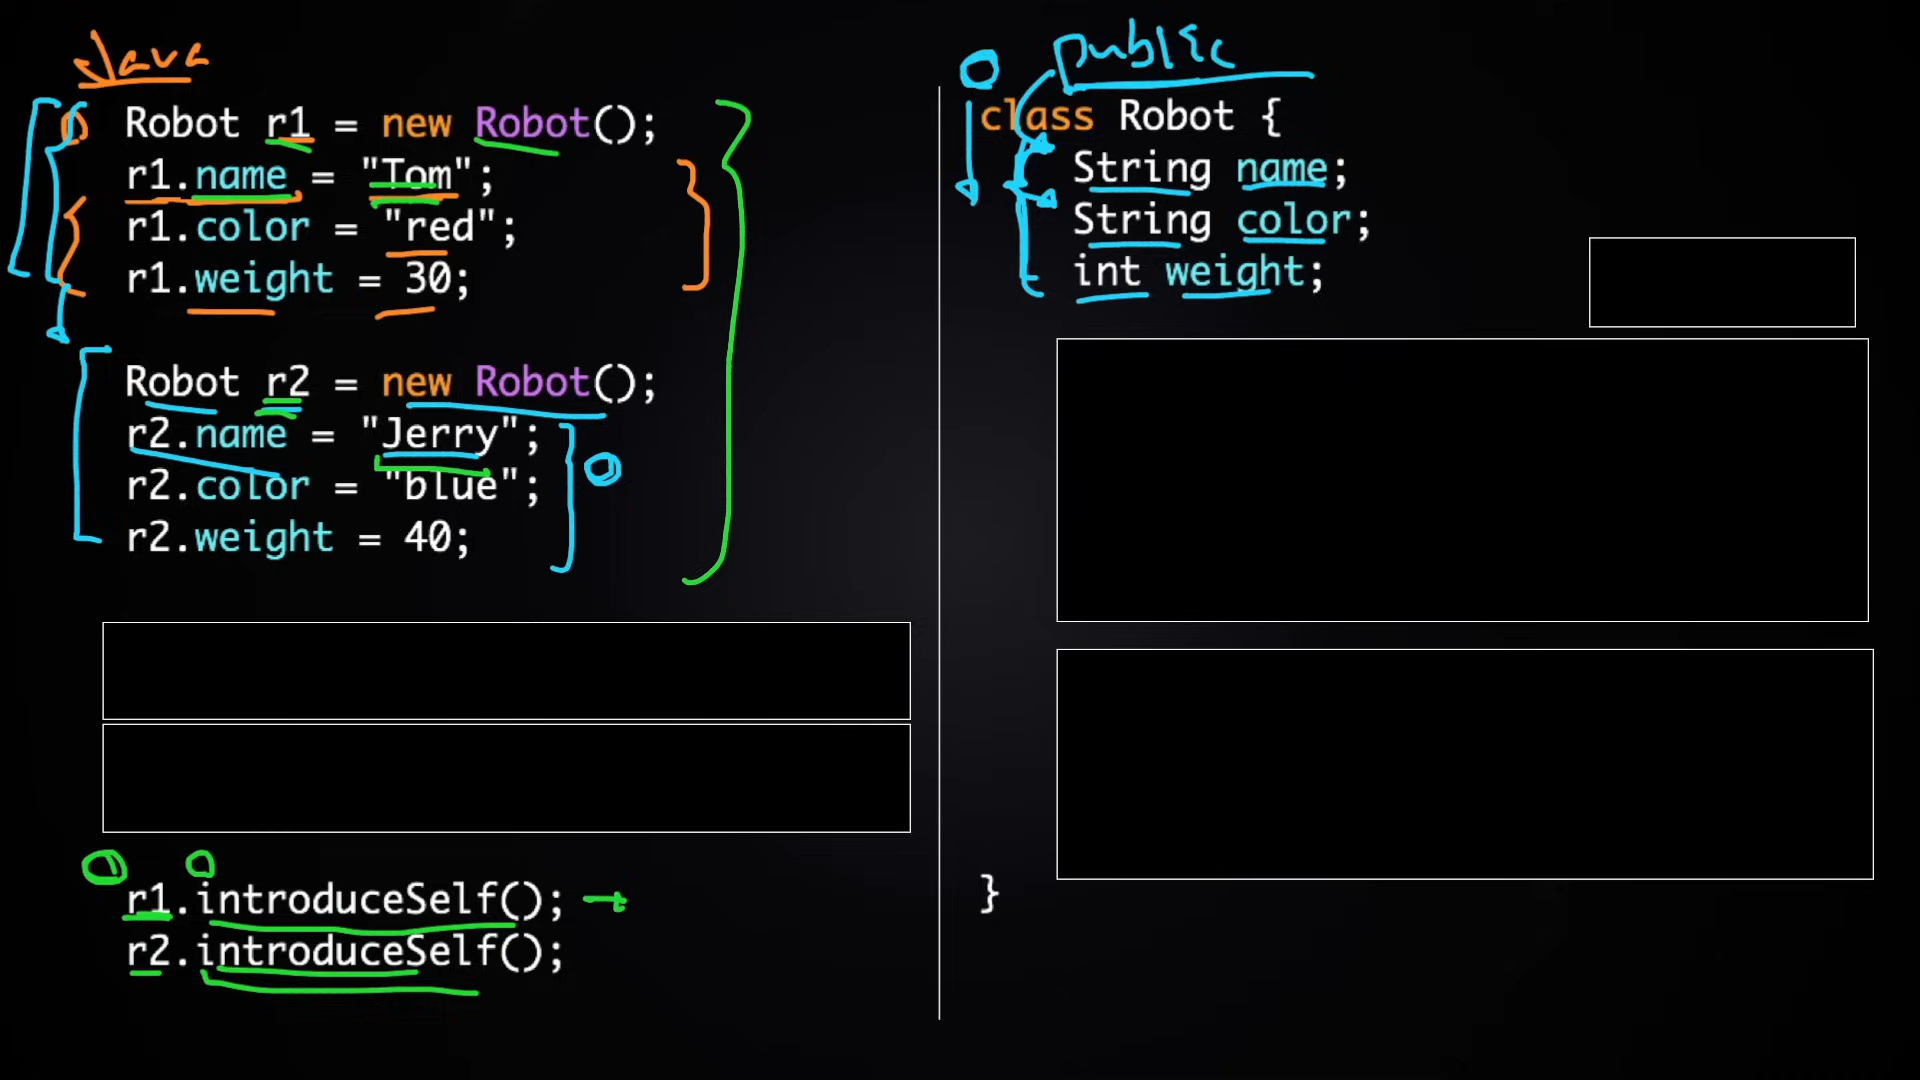 Java
Robot r1 = new Robot();
r1.name = "Tom";
r1.color = "red";
r1.weight = 30;
Robot r2 = new Robot();
r2.name = "Jerry";
r2.color = "blue";
r2.weight = 40;
r1.introduceSelf();
r2.introduceSelf();
public
class Robot {
String name;
String color;
int weight;
}